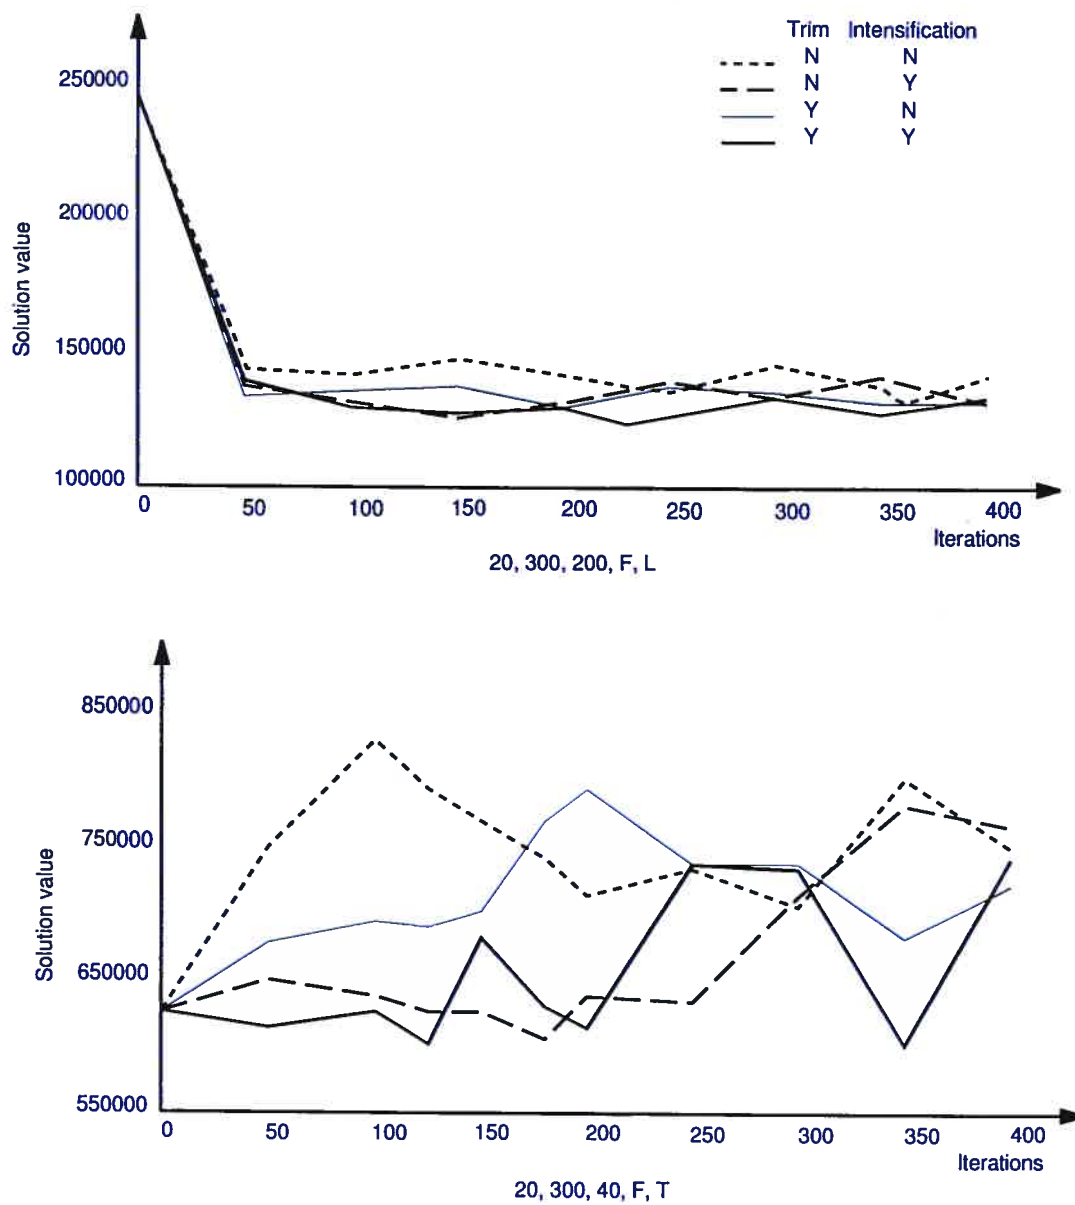 Trim Intensification
N N
N Y
Y N
Y Y
250000
200000
150000
100000
Solution value
0 50 100 150 200 250 300 350 400
Iterations
20, 300, 200, F, L
850000
750000
650000
550000
Solution value
0 50 100 150 200 250 300 350 400
Iterations
20, 300, 40, F, T